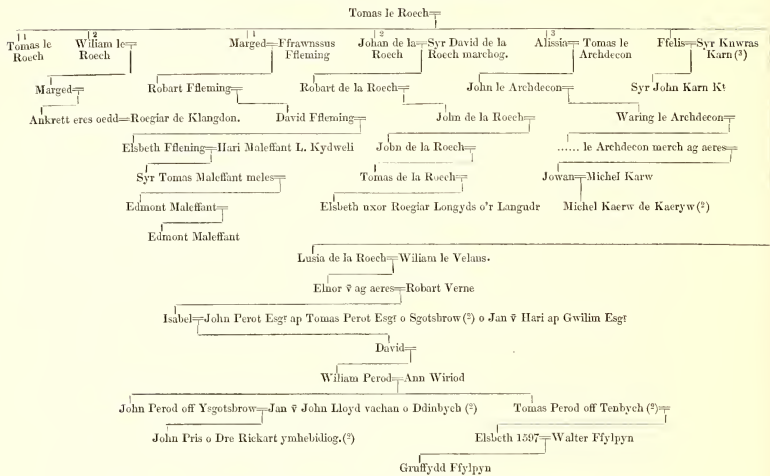 Tomas le Roech
| 1 | 2 | 1 | 2 3
Tomas le Wiliam le Marged Ffrawnssus Johan de la Syr David de la Alissia Tomas le Ffelis Syr Knwras
Roech Roech Ffleming Roech Roech marchog. Archdecon Karn (3)
Marged Robart Ffleming Robart de la Roech John le Archdecon Syr John Karn Kt
Ankrett eres oedd=Roegiar de Klangdon. David Ffleming John de la Roech Waring le Archdecon
Elsbeth Fflening Hari Maleffant L. Kydweli John de la Roech ...... le Archdecon merch ag aeres
Syr Tomas Maleffant meles Tomas de la Roech Jowan Michel Karw
Edmont Maleffant Elsbeth uxor Roegiar Longyds o'r Langudr Michel Kaerw de Kaeryw (2)
Edmont Maleffant
Lusia de la Roech Wiliam le Velans.
Elnor v̄ ag aeres Robart Verne
Isabel John Perot Esgr ap Tomas Perot Esgr o Sgotsbrow (2) o Jan v̄ Hari ap Gwilim Esgr
David
Wiliam Perod Ann Wiriod
John Perod off Ysgotsbrow Jan v̄ John Lloyd vachan o Ddinbych (2) Tomas Perod off Tenbych (2)
John Pris o Dre Rickart ymhebidiog. (2) Elsbeth 1597 Walter Ffylpyn
Gruffydd Ffylpyn